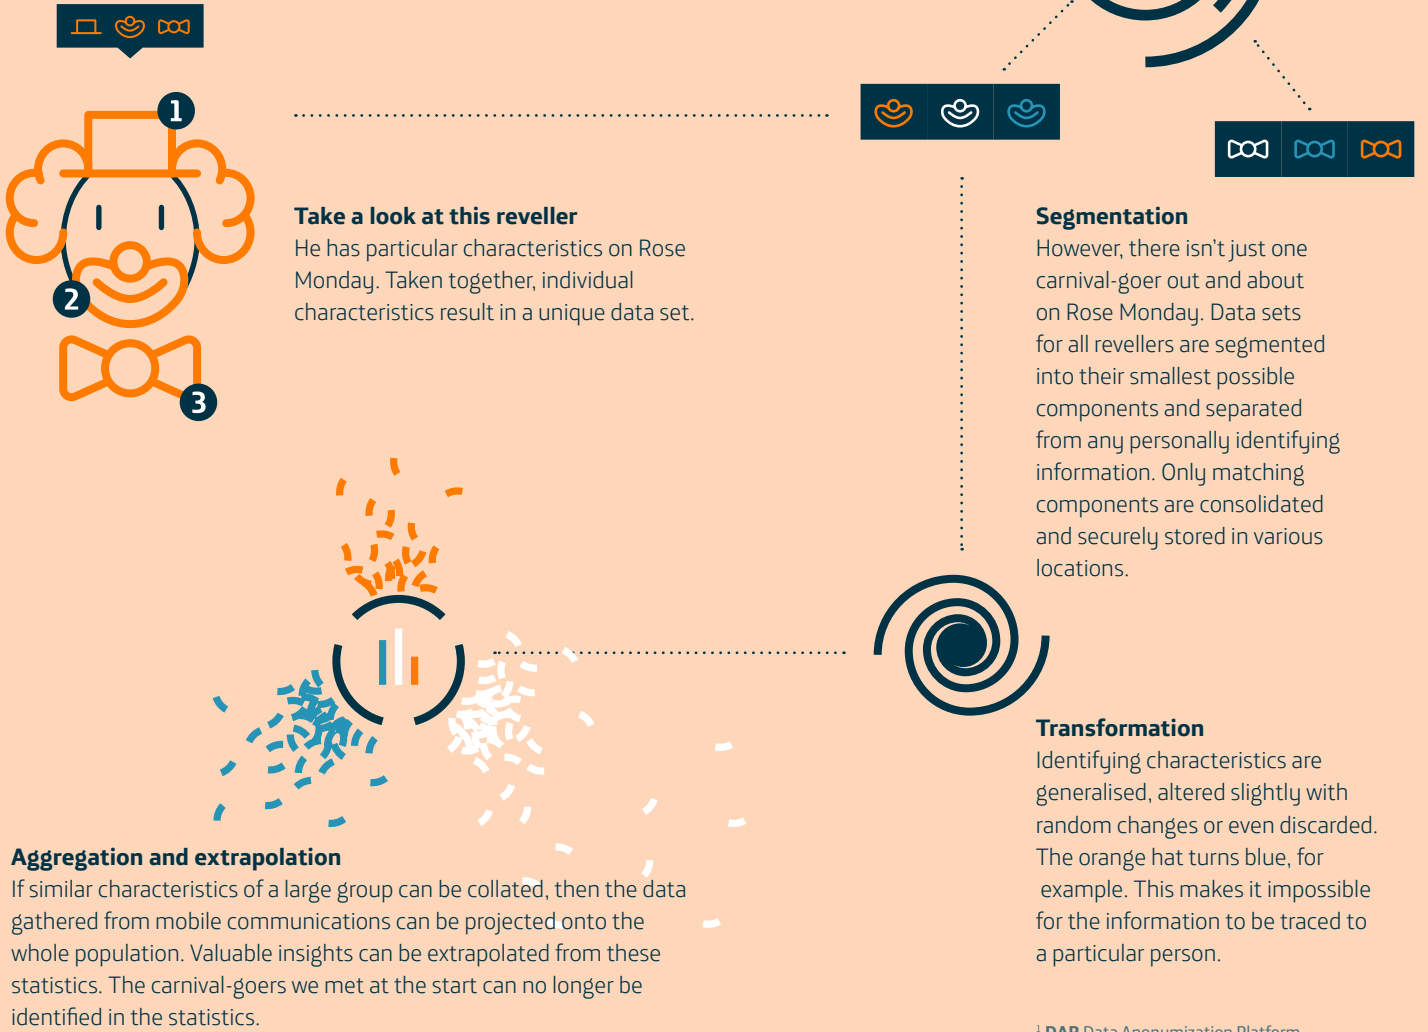 1
2
3
Take a look at this reveller
He has particular characteristics on Rose
Monday. Taken together, individual
characteristics result in a unique data set.
Segmentation
However, there isn't just one
carnival-goer out and about
on Rose Monday. Data sets
for all revellers are segmented
into their smallest possible
components and separated
from any personally identifying
information. Only matching
components are consolidated
and securely stored in various
locations.
Transformation
Identifying characteristics are
generalised, altered slightly with
random changes or even discarded.
The orange hat turns blue, for
example. This makes it impossible
for the information to be traced to
a particular person.
Aggregation and extrapolation
If similar characteristics of a large group can be collated, then the data
gathered from mobile communications can be projected onto the
whole population. Valuable insights can be extrapolated from these
statistics. The carnival-goers we met at the start can no longer be
identified in the statistics.
¹ DAP Data Anonymization Platform